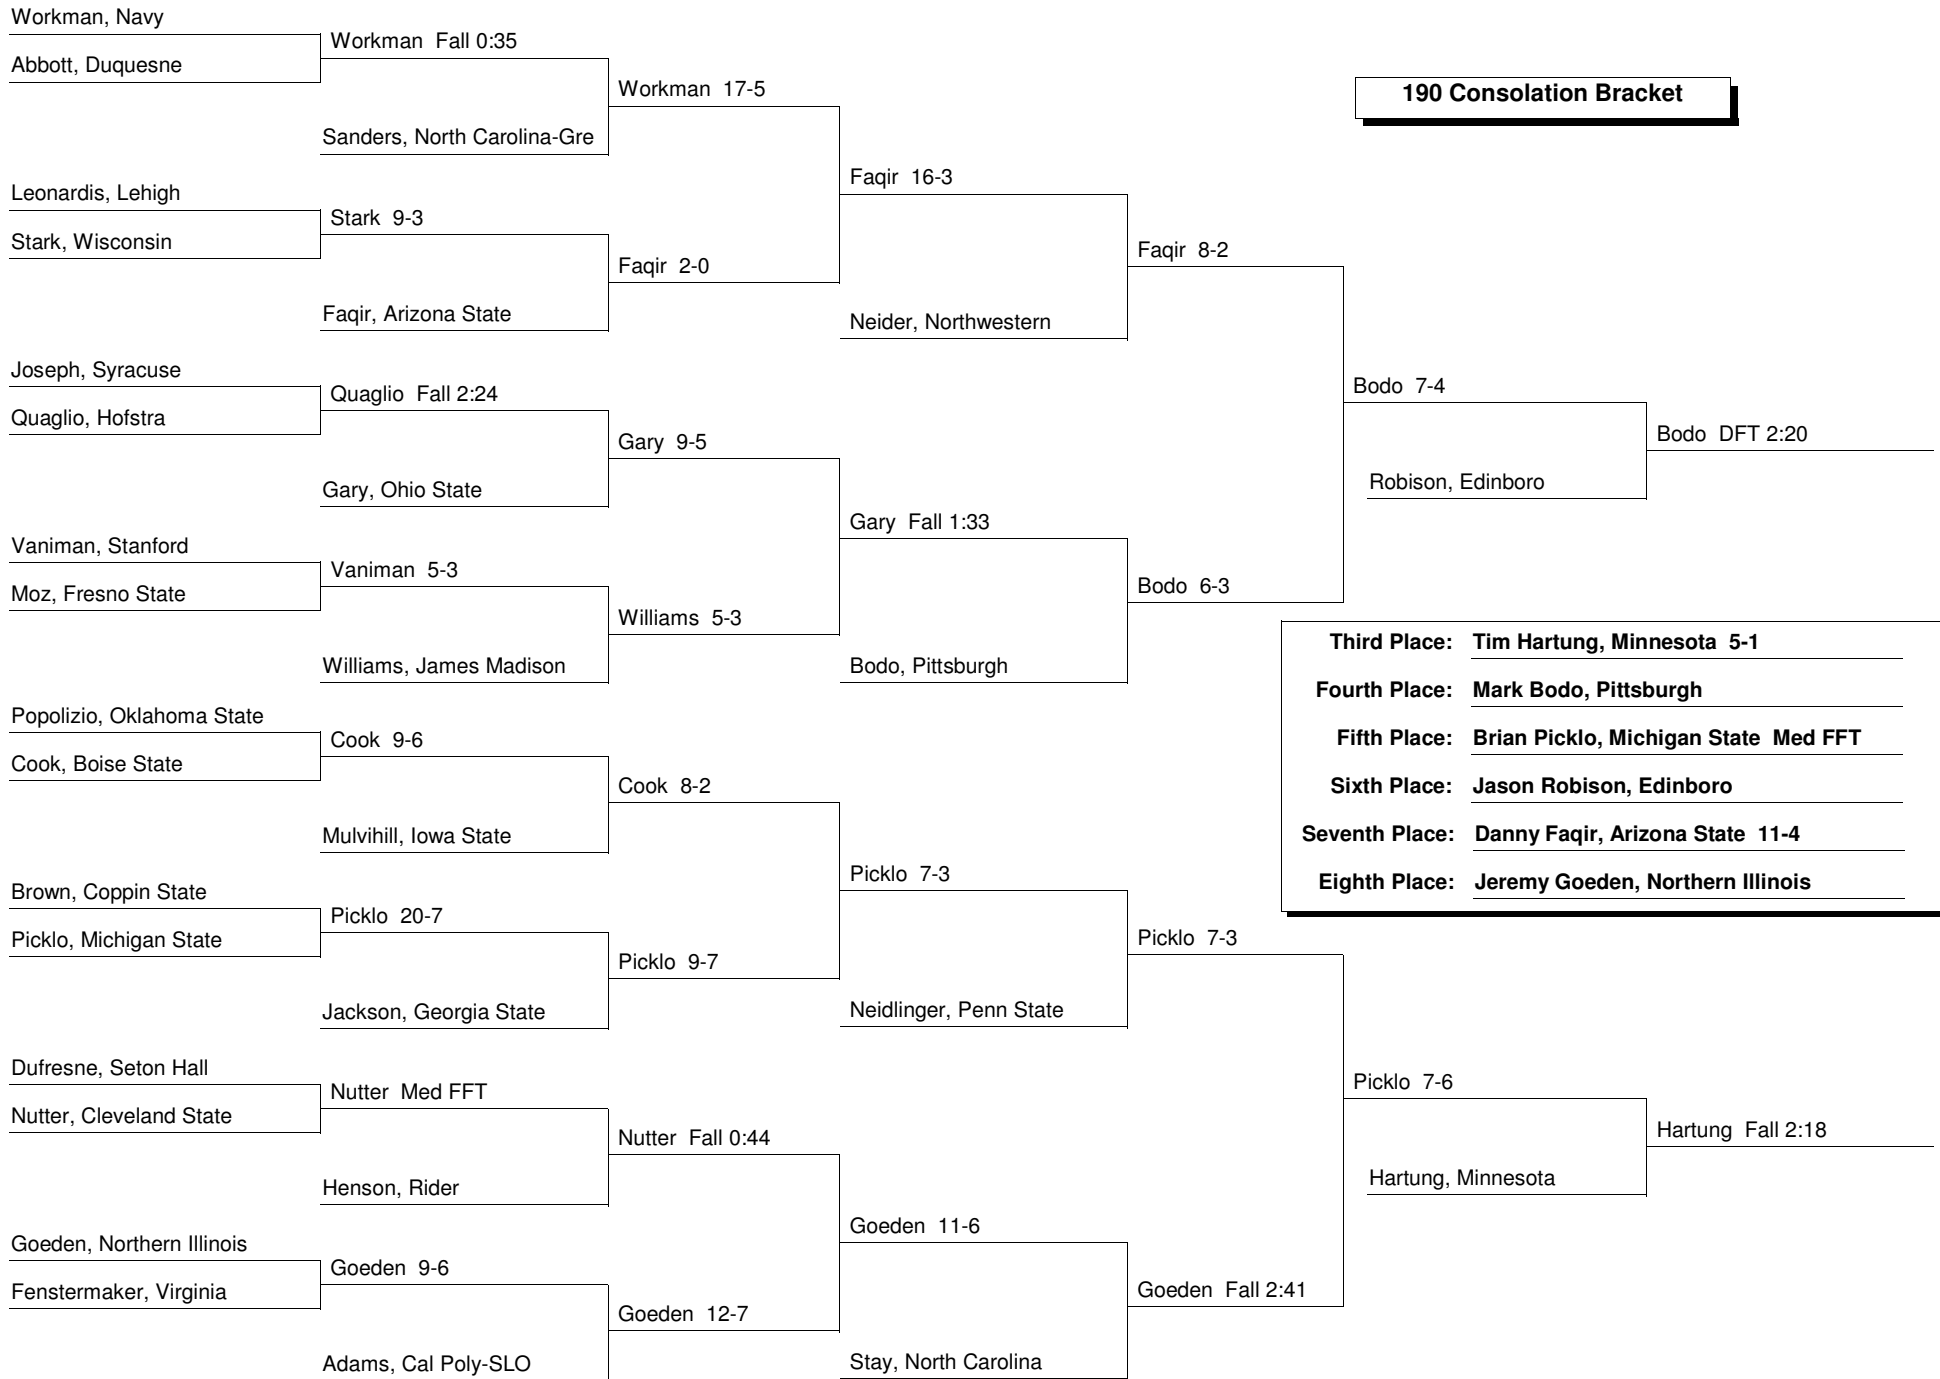 Workman, Navy
Abbott, Duquesne
Leonardis, Lehigh
Stark, Wisconsin
Joseph, Syracuse
Quaglio, Hofstra
Vaniman, Stanford
Moz, Fresno State
Popolizio, Oklahoma State
Cook, Boise State
Brown, Coppin State
Picklo, Michigan State
Dufresne, Seton Hall
Nutter, Cleveland State
Goeden, Northern Illinois
Fenstermaker, Virginia
Workman Fall 0:35
Sanders, North Carolina-Gre
Stark 9-3
Faqir, Arizona State
Quaglio Fall 2:24
Gary, Ohio State
Vaniman 5-3
Williams, James Madison
Cook 9-6
Mulvihill, Iowa State
Picklo 20-7
Jackson, Georgia State
Nutter Med FFT
Henson, Rider
Goeden 9-6
Adams, Cal Poly-SLO
Workman 17-5
Faqir 2-0
Gary 9-5
Williams 5-3
Cook 8-2
Picklo 9-7
Nutter Fall 0:44
Goeden 12-7
Faqir 16-3
Neider, Northwestern
Gary Fall 1:33
Bodo, Pittsburgh
Picklo 7-3
Neidlinger, Penn State
Goeden 11-6
Stay, North Carolina
Faqir 8-2
Bodo 6-3
Picklo 7-3
Goeden Fall 2:41
190 Consolation Bracket
Bodo 7-4
Robison, Edinboro
Bodo DFT 2:20
Third Place: Tim Hartung, Minnesota 5-1
Fourth Place: Mark Bodo, Pittsburgh
Fifth Place: Brian Picklo, Michigan State Med FFT
Sixth Place: Jason Robison, Edinboro
Seventh Place: Danny Faqir, Arizona State 11-4
Eighth Place: Jeremy Goeden, Northern Illinois
Picklo 7-6
Hartung, Minnesota
Hartung Fall 2:18